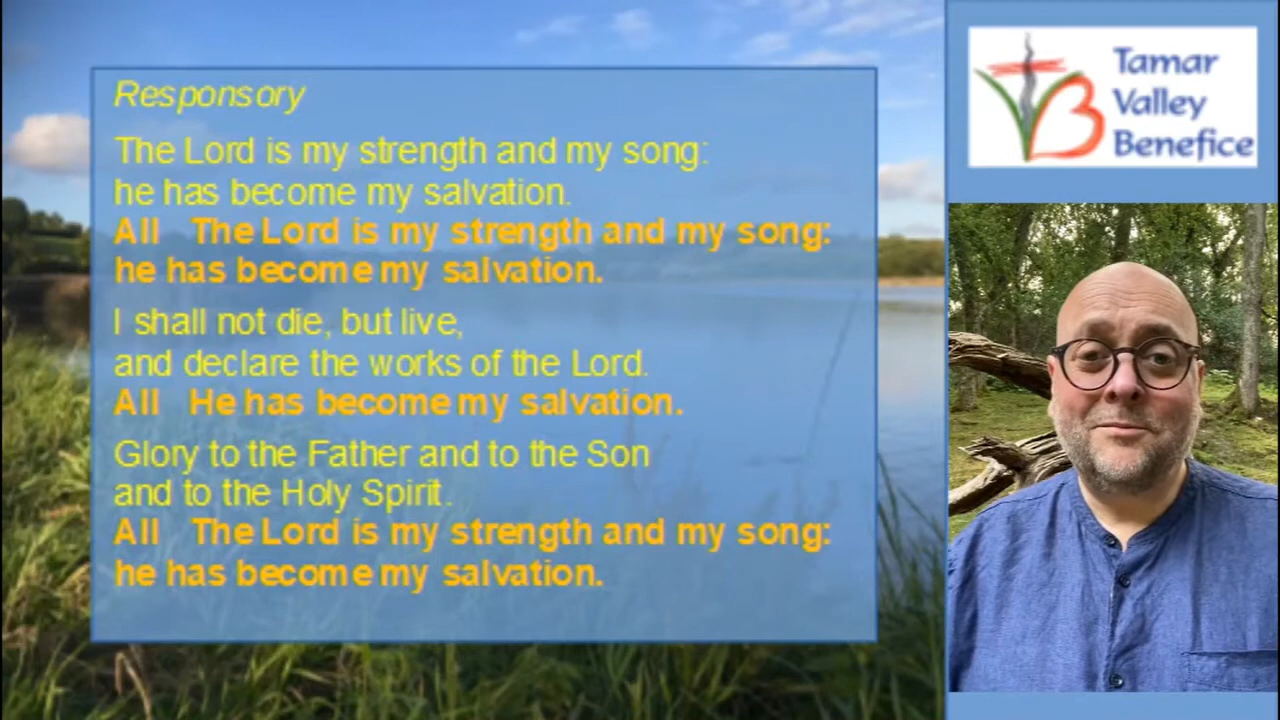 Responsory
The Lord is my strength and my song:
he has become my salvation.
All The Lord is my strength and my song:
he has become my salvation.
I shall not die, but live,
and declare the works of the Lord.
All He has become my salvation.
Glory to the Father and to the Son
and to the Holy Spirit.
All The Lord is my strength and my song:
he has become my salvation.
Tamar
Valley
Benefice